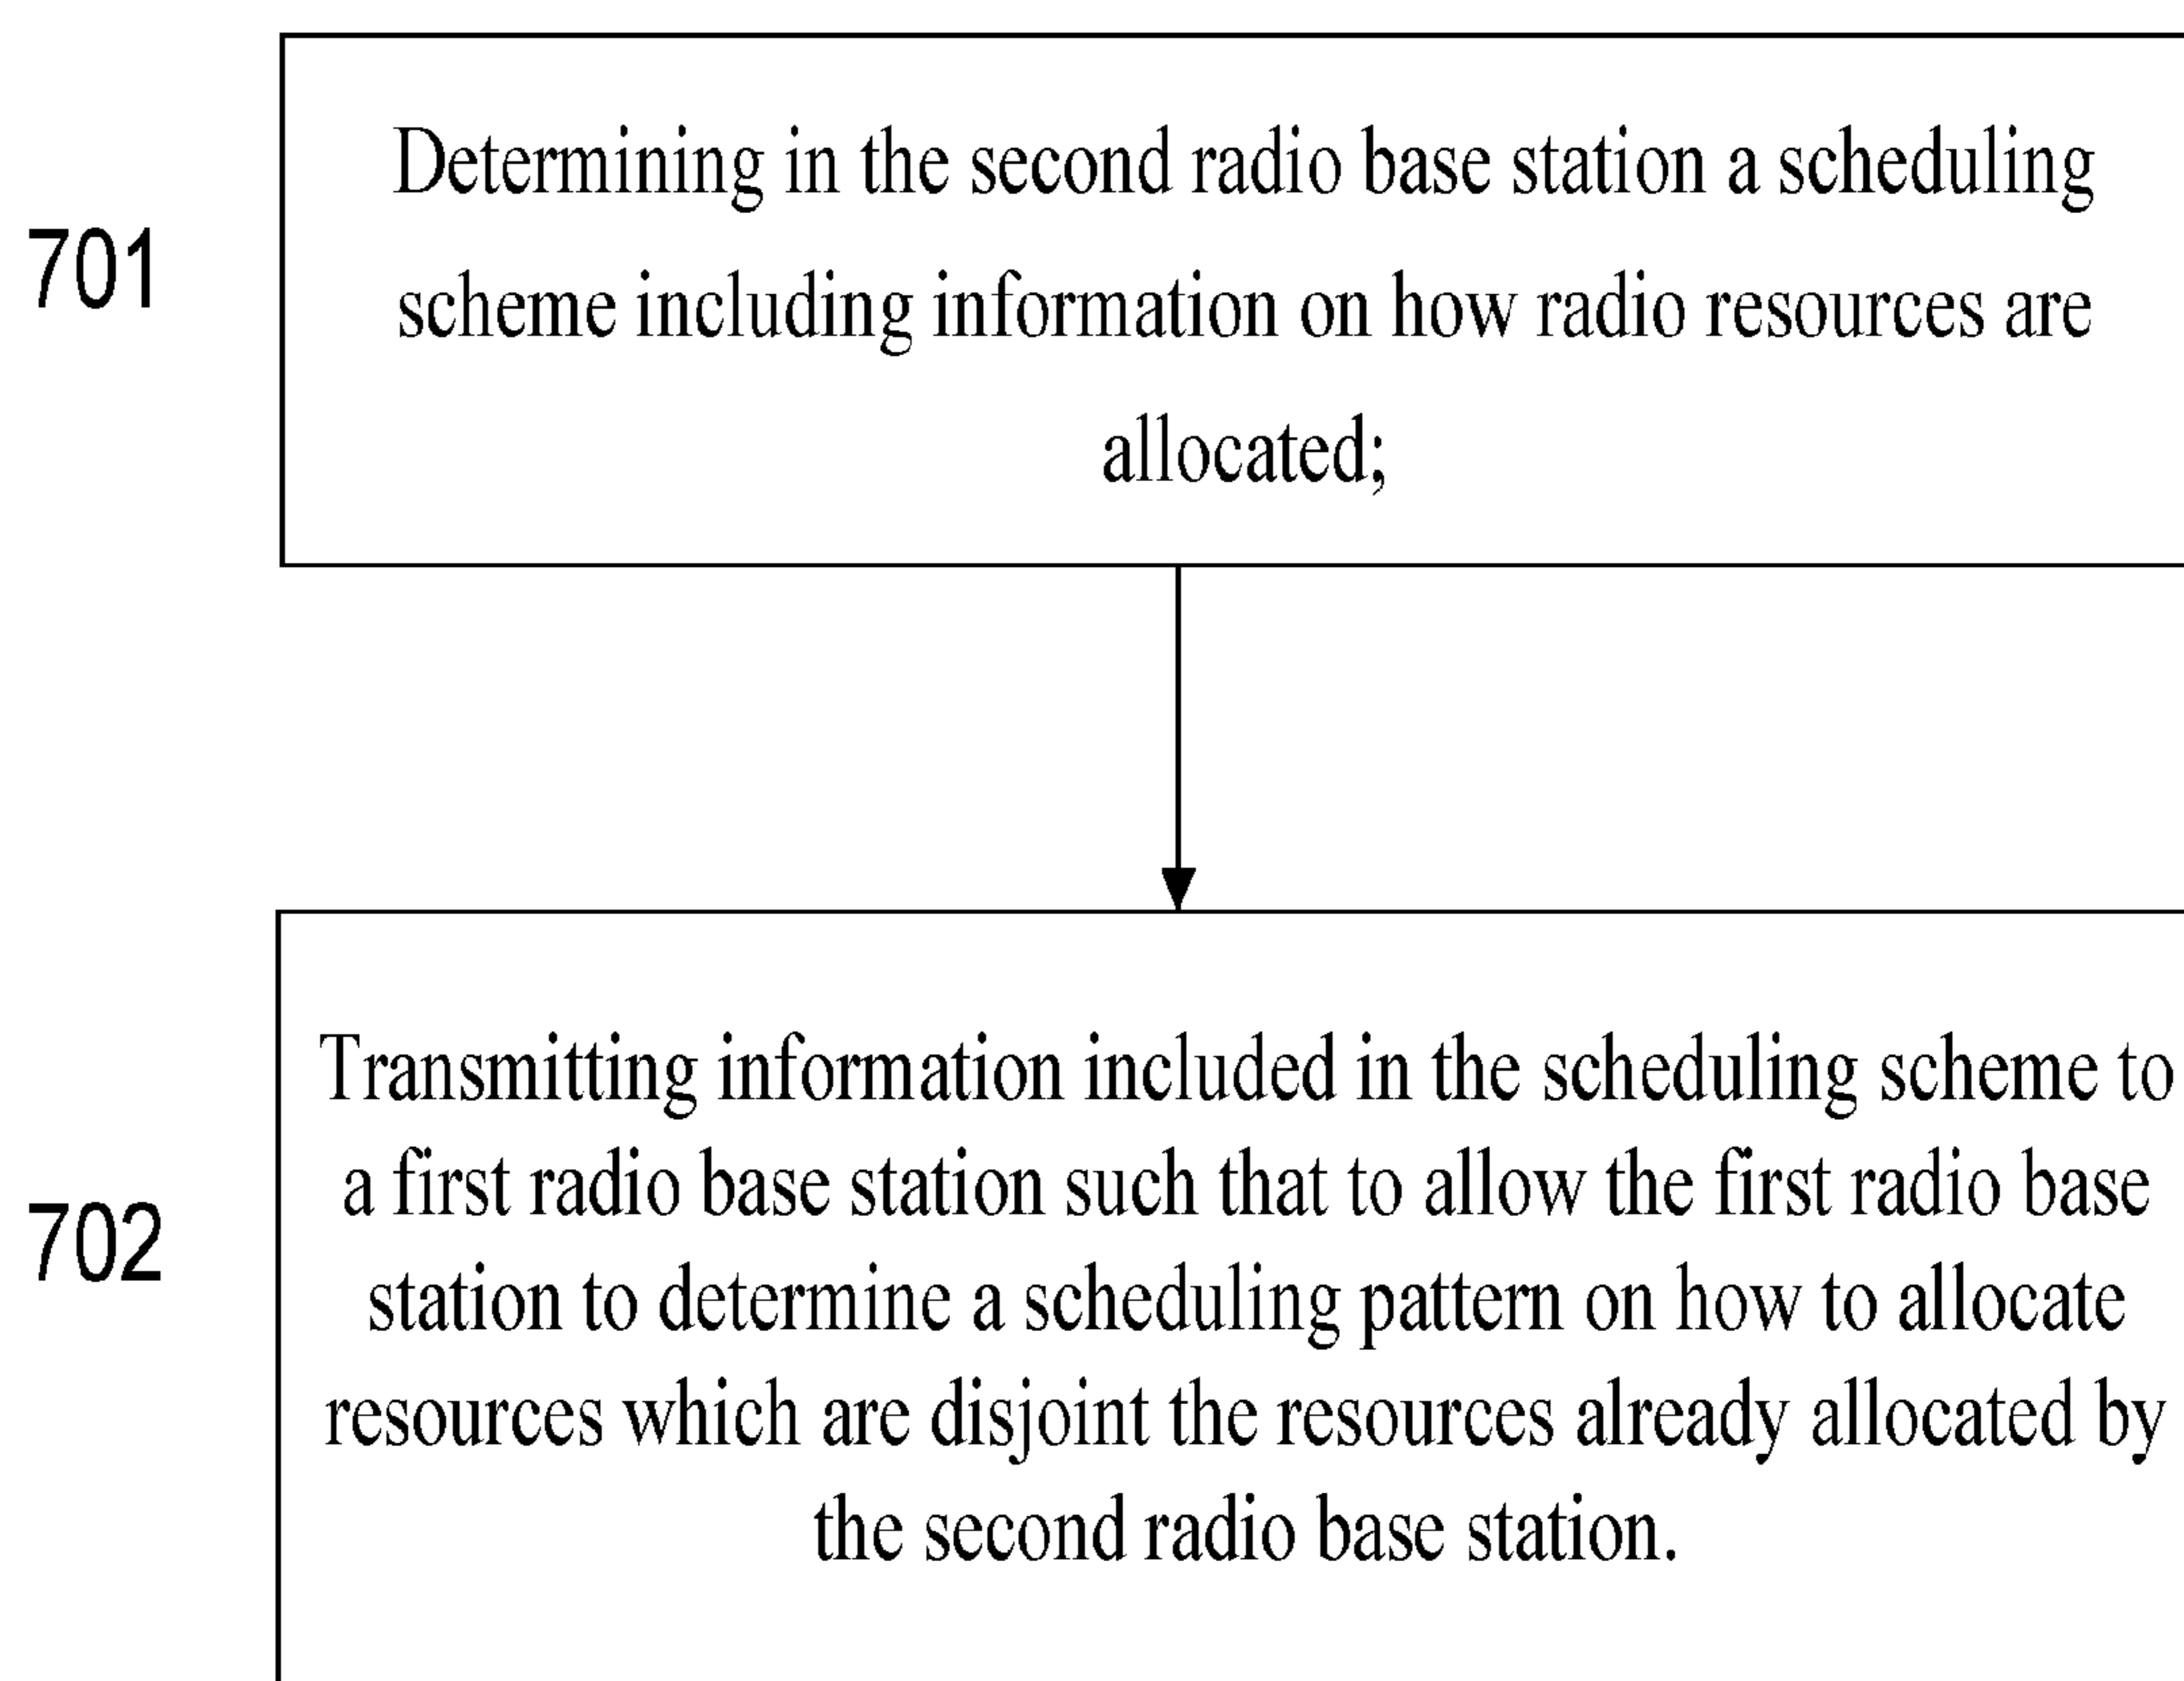 Determining in the second radio base station a scheduling
701
scheme including information on how radio resources are
allocated;
Transmitting information included in the scheduling scheme to
a first radio base station such that to allow the first radio base
702
station to determine a scheduling pattern on how to allocate
resources which are disjoint the resources already allocated by
the second radio base station.